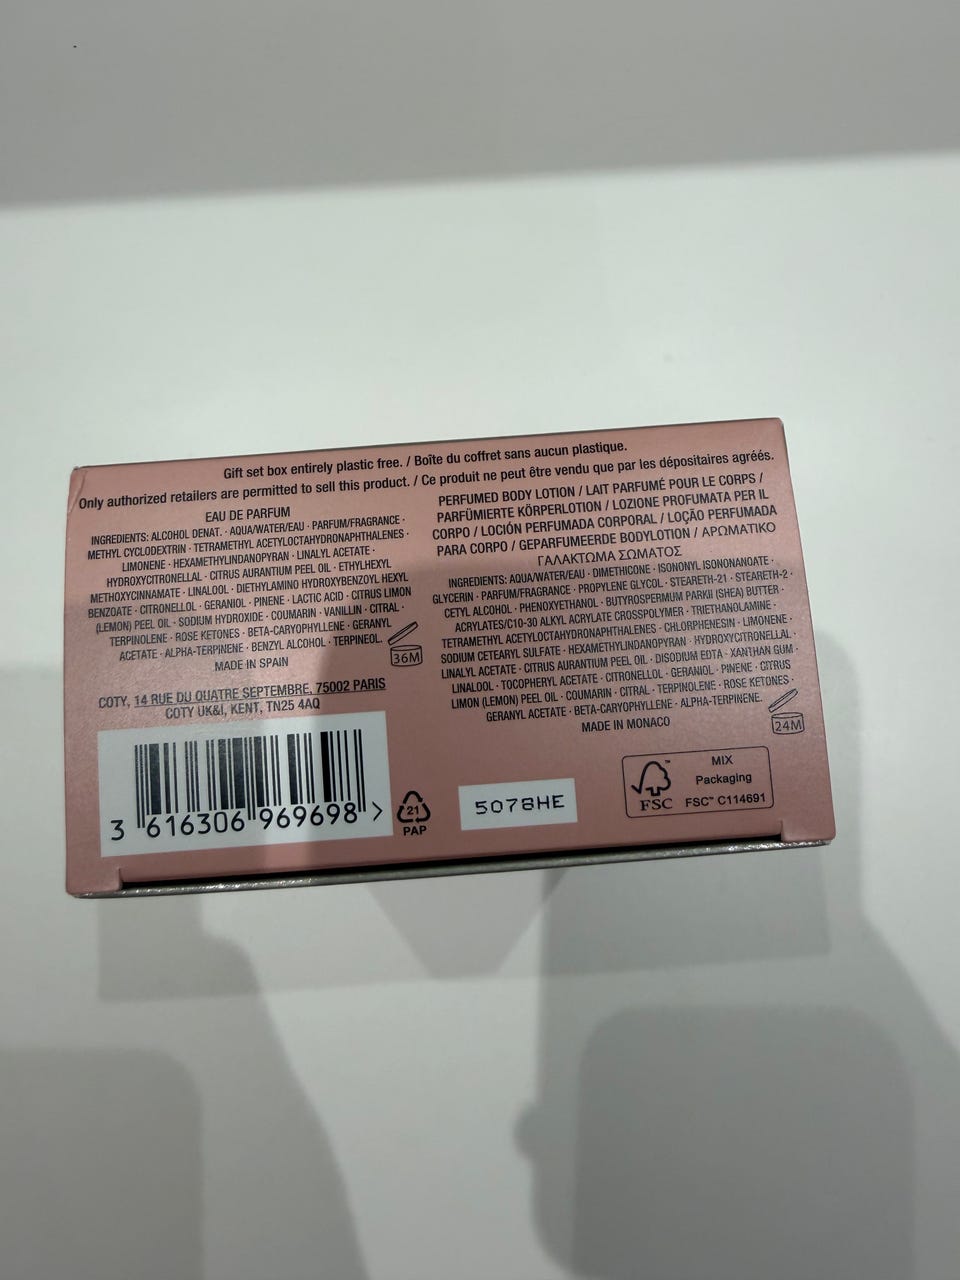 Gift set box entirely plastic free. / Boîte du coffret sans aucun plastique.
Only authorized retailers are permitted to sell this product. / Ce produit ne peut être vendu que par les dépositaires agréés.
EAU DE PARFUM
INGREDIENTS: ALCOHOL DENAT. · AQUA/WATER/EAU · PARFUM/FRAGRANCE ·
METHYL CYCLODEXTRIN · TETRAMETHYL ACETYLOCTAHYDRONAPHTHALENES ·
LIMONENE · HEXAMETHYLINDANOPYRAN · LINALYL ACETATE ·
HYDROXYCITRONELLAL · CITRUS AURANTIUM PEEL OIL · ETHYLHEXYL
METHOXYCINNAMATE · LINALOOL · DIETHYLAMINO HYDROXYBENZOYL HEXYL
BENZOATE · CITRONELLOL · GERANIOL · PINENE · LACTIC ACID · CITRUS LIMON
(LEMON) PEEL OIL · SODIUM HYDROXIDE · COUMARIN · VANILLIN · CITRAL ·
TERPINOLENE · ROSE KETONES · BETA-CARYOPHYLLENE · GERANYL
ACETATE · ALPHA-TERPINENE · BENZYL ALCOHOL · TERPINEOL.
MADE IN SPAIN
36M
COTY, 14 RUE DU QUATRE SEPTEMBRE, 75002 PARIS
COTY UK&I, KENT, TN25 4AQ
3 616306 969698 >
21
PAP
PERFUMED BODY LOTION / LAIT PARFUMÉ POUR LE CORPS /
PARFÜMIERTE KÖRPERLOTION / LOZIONE PROFUMATA PER IL
CORPO / LOCIÓN PERFUMADA CORPORAL / LOÇÃO PERFUMADA
PARA CORPO / GEPARFUMEERDE BODYLOTION / ΑΡΩΜΑΤΙΚΟ
ΓΑΛΑΚΤΩΜΑ ΣΩΜΑΤΟΣ
INGREDIENTS: AQUA/WATER/EAU · DIMETHICONE · ISONONYL ISONONANOATE ·
GLYCERIN · PARFUM/FRAGRANCE · PROPYLENE GLYCOL · STEARETH-21 · STEARETH-2 ·
CETYL ALCOHOL · PHENOXYETHANOL · BUTYROSPERMUM PARKII (SHEA) BUTTER ·
ACRYLATES/C10-30 ALKYL ACRYLATE CROSSPOLYMER · TRIETHANOLAMINE ·
TETRAMETHYL ACETYLOCTAHYDRONAPHTHALENES · CHLORPHENESIN · LIMONENE ·
SODIUM CETEARYL SULFATE · HEXAMETHYLINDANOPYRAN · HYDROXYCITRONELLAL ·
LINALYL ACETATE · CITRUS AURANTIUM PEEL OIL · DISODIUM EDTA · XANTHAN GUM ·
LINALOOL · TOCOPHERYL ACETATE · CITRONELLOL · GERANIOL · PINENE · CITRUS
LIMON (LEMON) PEEL OIL · COUMARIN · CITRAL · TERPINOLENE · ROSE KETONES ·
GERANYL ACETATE · BETA-CARYOPHYLLENE · ALPHA-TERPINENE.
MADE IN MONACO
24M
5078HE
FSC™
MIX
Packaging
FSC™ C114691